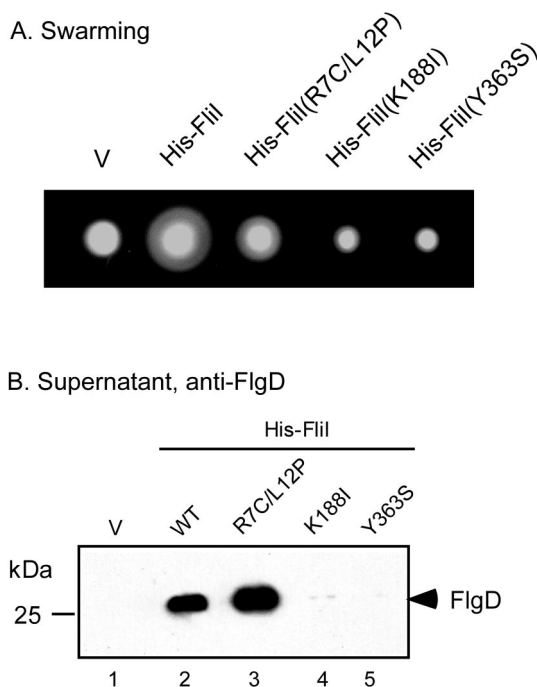 A. Swarming
V
His-FliI
His-FliI(R7C/L12P)
His-FliI(K188I)
His-FliI(Y363S)
B. Supernatant, anti-FlgD
His-FliI
V
WT
R7C/L12P
K188I
Y363S
kDa
25
FlgD
1 2 3 4 5